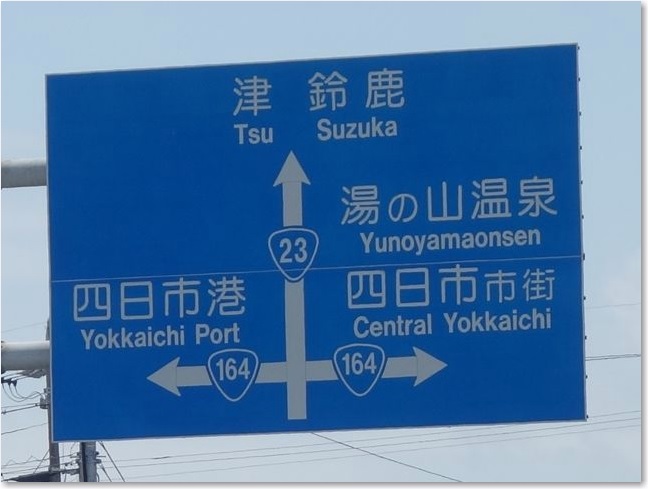 津 鈴鹿
Tsu Suzuka
23
湯の山温泉
Yunoyamaonsen
四日市港
Yokkaichi Port
四日市市街
Central Yokkaichi
164
164